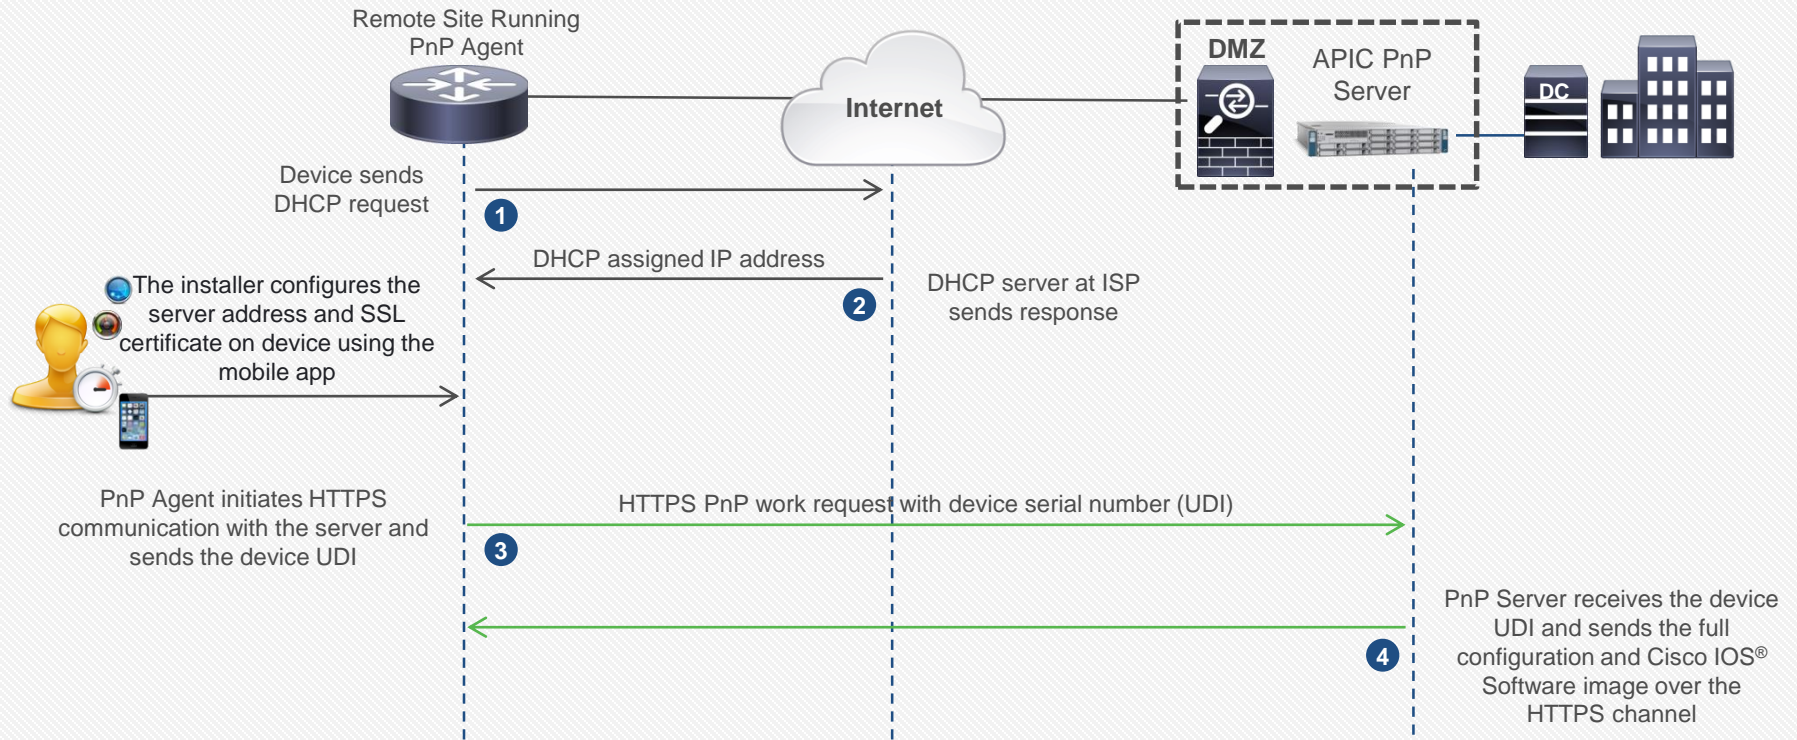 Remote Site Running
PnP Agent
Internet
DMZ
APIC PnP
Server
DC
Device sends
DHCP request
1
DHCP assigned IP address
2
DHCP server at ISP
sends response
The installer configures the
server address and SSL
certificate on device using the
mobile app
PnP Agent initiates HTTPS
communication with the server and
sends the device UDI
HTTPS PnP work request with device serial number (UDI)
3
4
PnP Server receives the device
UDI and sends the full
configuration and Cisco IOS®
Software image over the
HTTPS channel